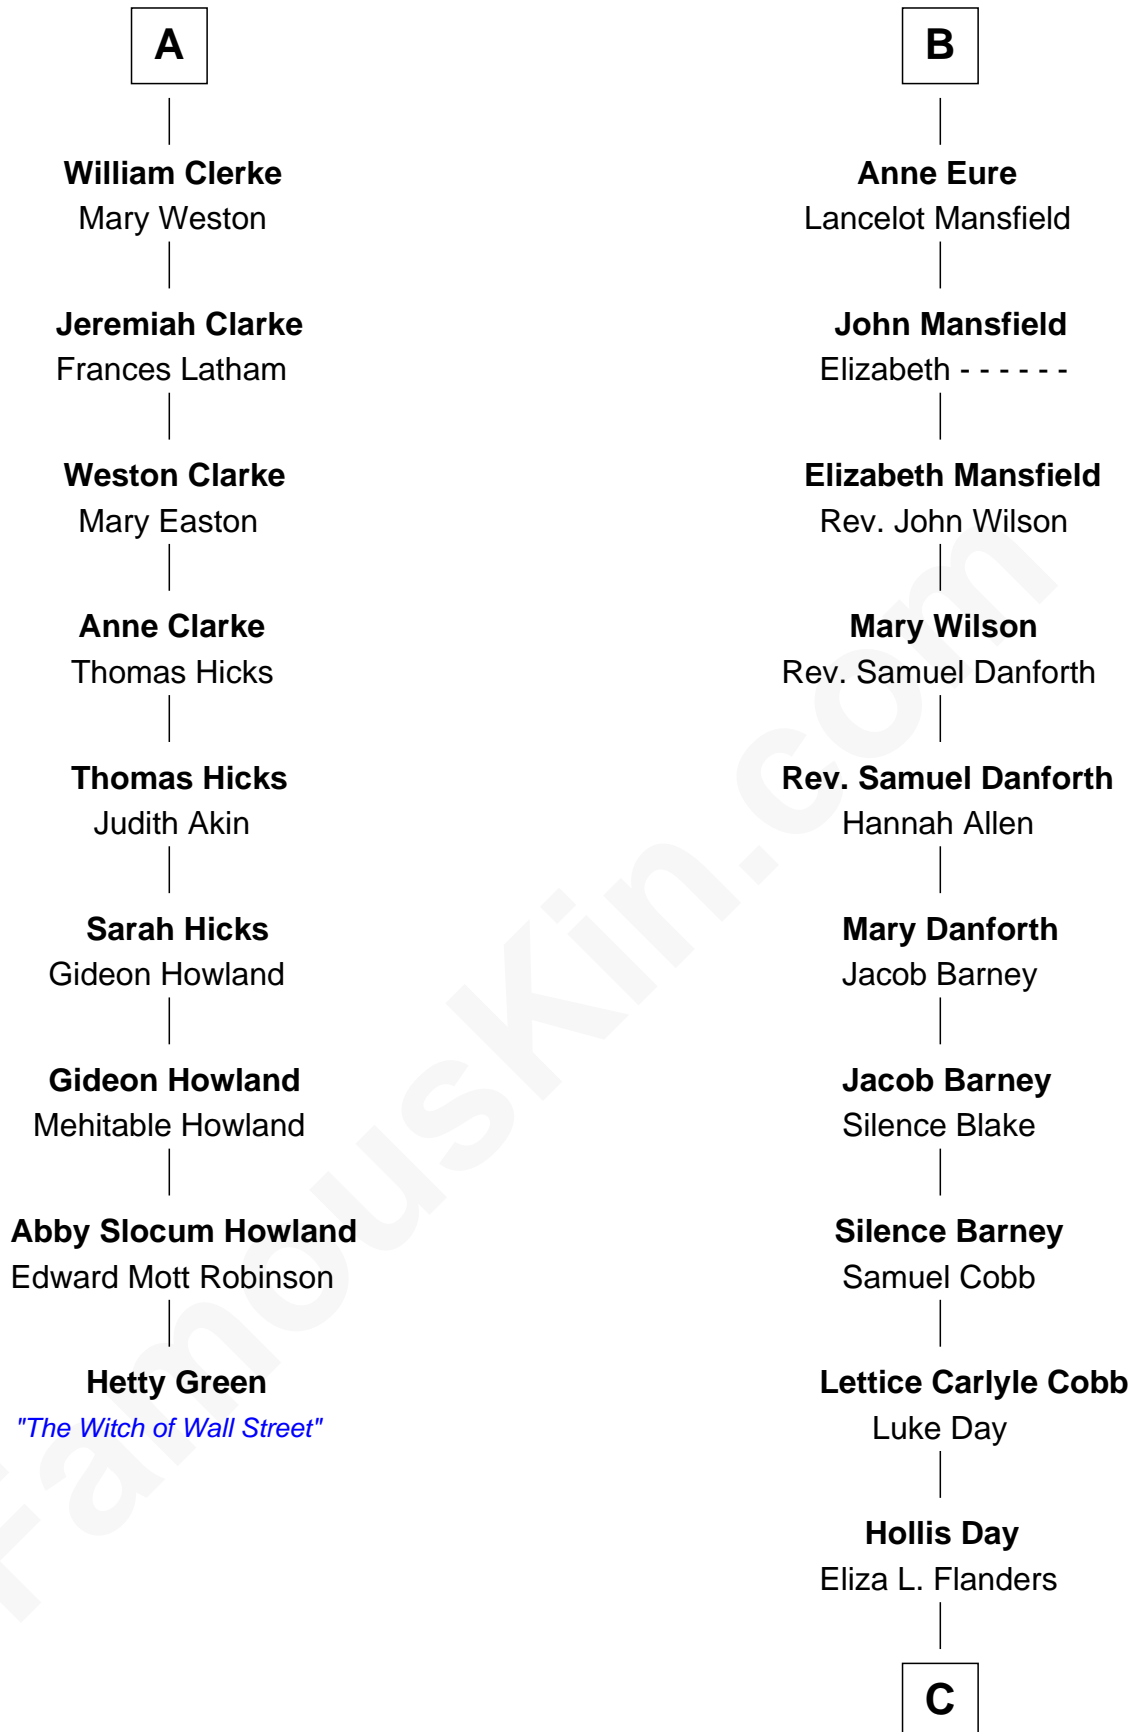 A
William Clerke
Mary Weston
Jeremiah Clarke
Frances Latham
Weston Clarke
Mary Easton
Anne Clarke
Thomas Hicks
Thomas Hicks
Judith Akin
Sarah Hicks
Gideon Howland
Gideon Howland
Mehitable Howland
Abby Slocum Howland
Edward Mott Robinson
Hetty Green
"The Witch of Wall Street"
B
Anne Eure
Lancelot Mansfield
John Mansfield
Elizabeth - - - - - -
Elizabeth Mansfield
Rev. John Wilson
Mary Wilson
Rev. Samuel Danforth
Rev. Samuel Danforth
Hannah Allen
Mary Danforth
Jacob Barney
Jacob Barney
Silence Blake
Silence Barney
Samuel Cobb
Lettice Carlyle Cobb
Luke Day
Hollis Day
Eliza L. Flanders
C
FamousKin.com